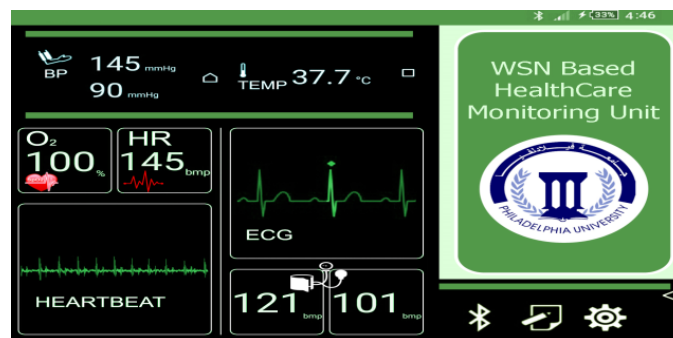 33% 4:46
BP 145 mmHg
90 mmHg
TEMP 37.7 °C
O₂
100 %
HR
145 bmp
ECG
HEARTBEAT
121 bmp
101 bmp
WSN Based
HealthCare
Monitoring Unit
PHILADELPHIA UNIVERSITY